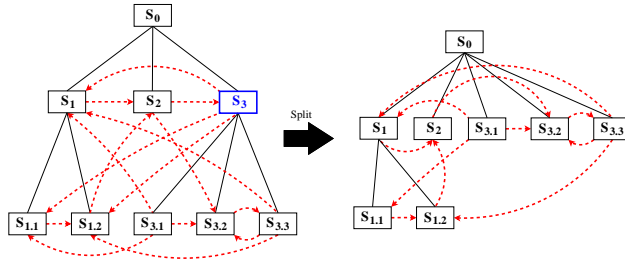 S0
S0
Split
S1 S2 S3
S1 S2 S3.1 S3.2 S3.3
S1.1 S1.2 S3.1 S3.2 S3.3
S1.1 S1.2